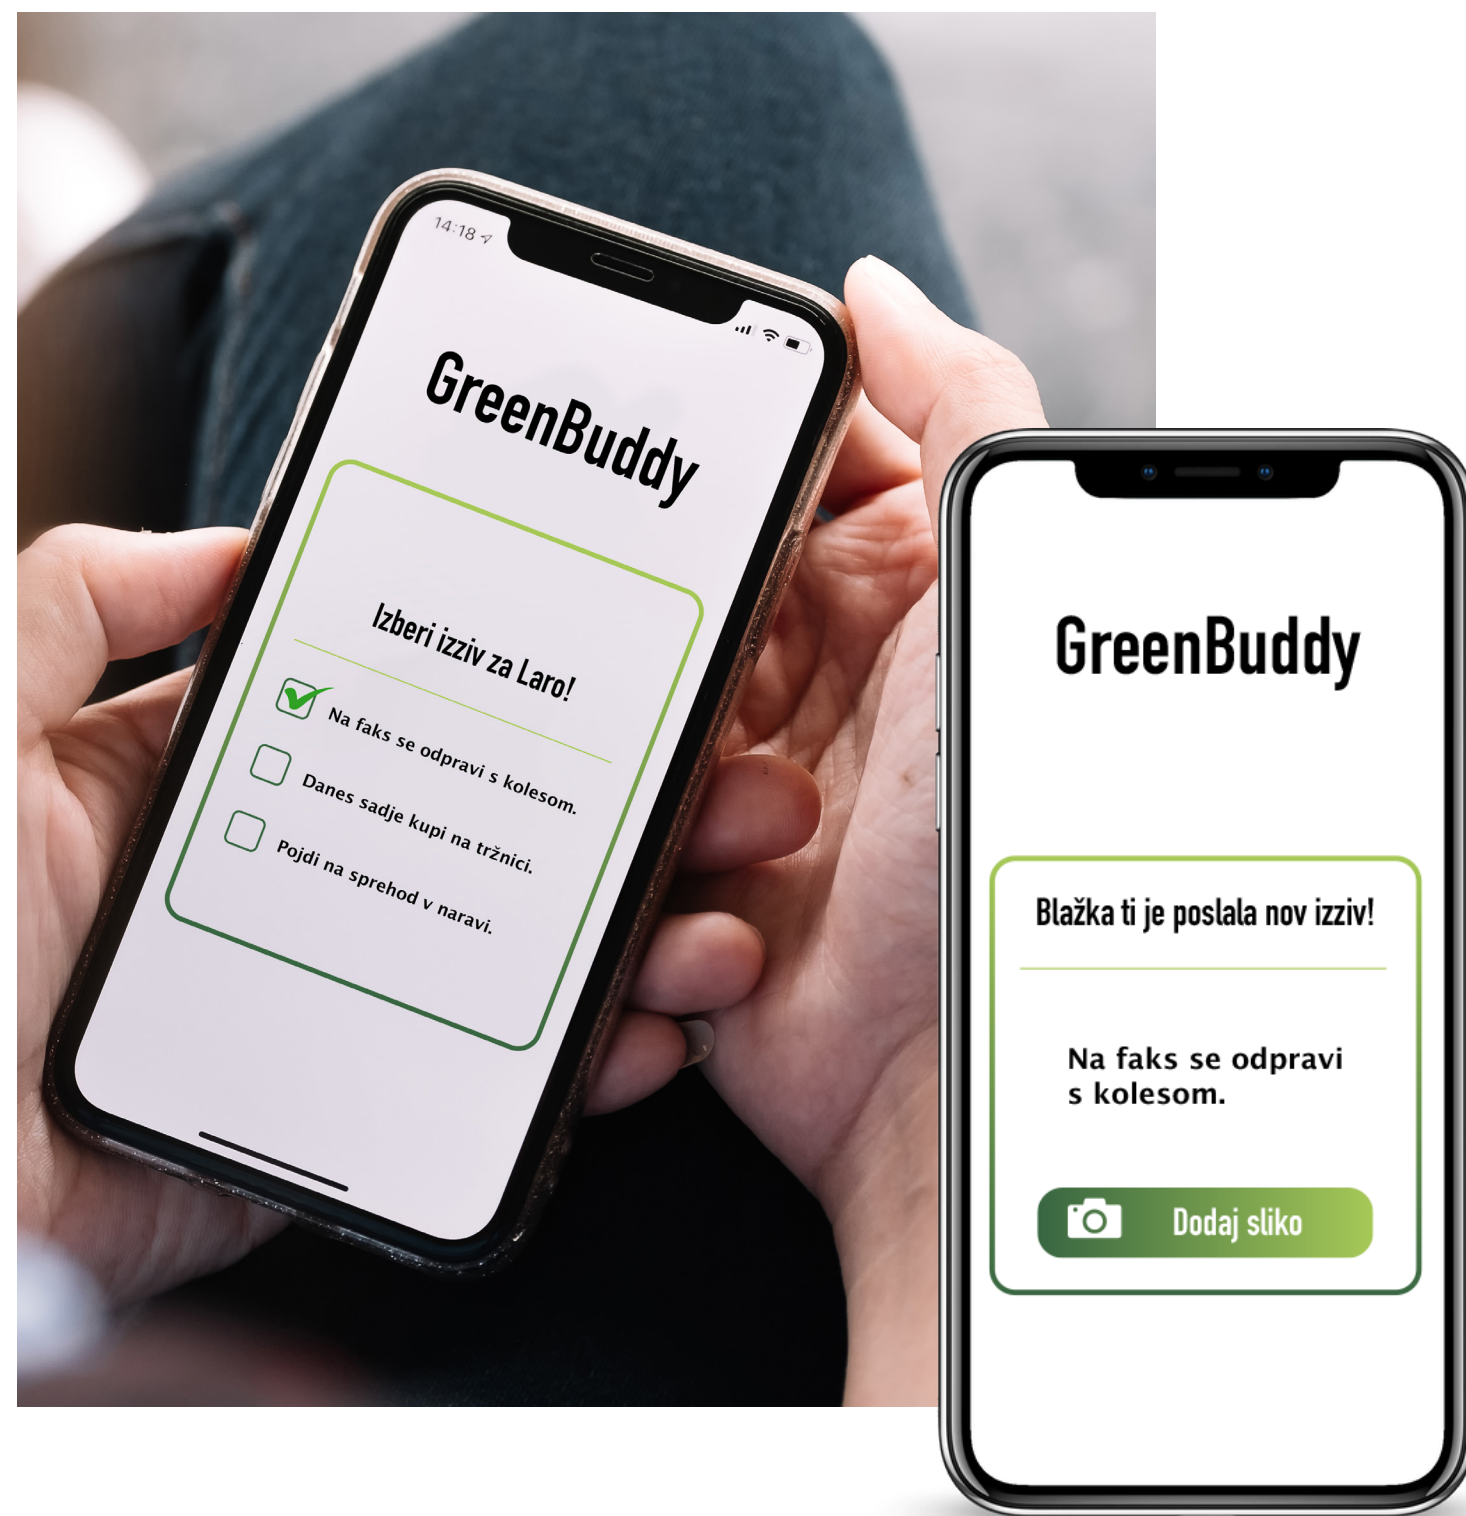 14:18
GreenBuddy
Izberi izziv za Laro!
Na faks se odpravi s kolesom.
Danes sadje kupi na tržnici.
Pojdi na sprehod v naravi.
GreenBuddy
Blažka ti je poslala nov izziv!
Na faks se odpravi
s kolesom.
Dodaj sliko